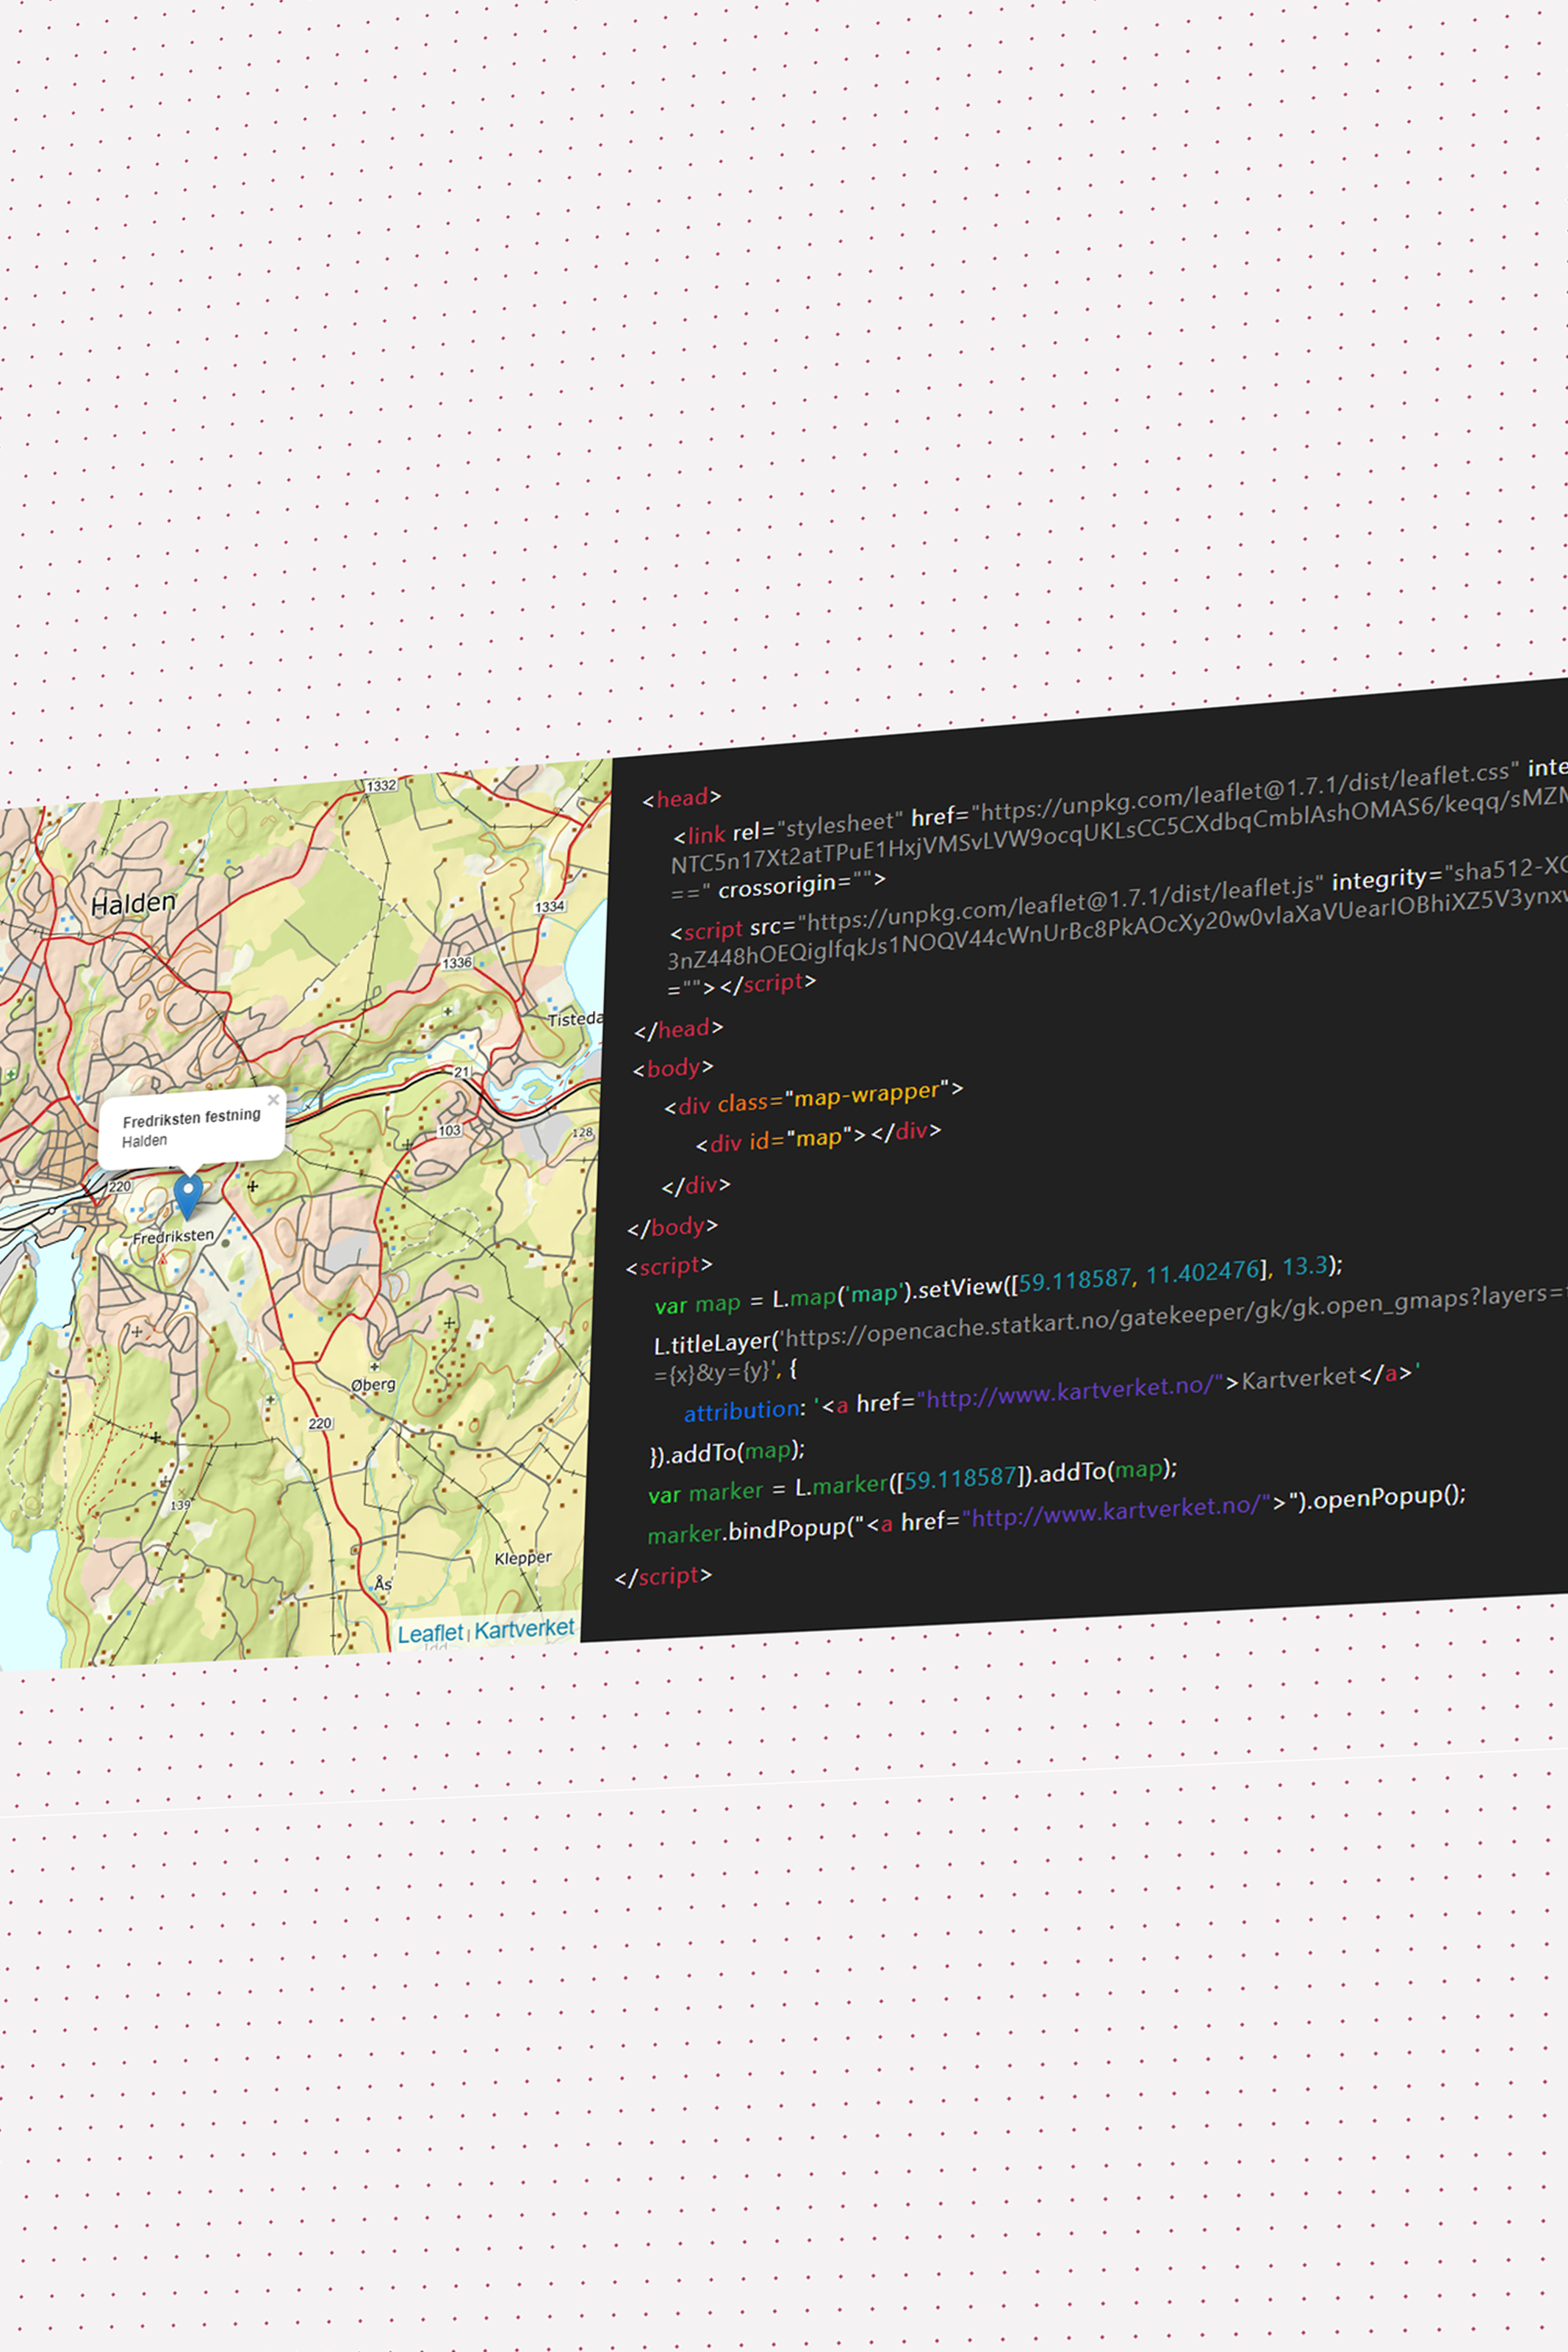 1332
Halden
1334
1336
Tisteda
21
103
128
Fredriksten festning
Halden
220
Fredriksten
Øberg
220
139
Klepper
Ås
Leaflet | Kartverket
<head>
<link rel="stylesheet" href="https://unpkg.com/leaflet@1.7.1/dist/leaflet.css" inte
NTC5n17Xt2atTPuE1HxjVMSvLVW9ocqUKLsCC5CXdbqCmblAshOMAS6/keqq/sMZM
==" crossorigin="">
<script src="https://unpkg.com/leaflet@1.7.1/dist/leaflet.js" integrity="sha512-XQ
3nZ448hOEQiglfqkJs1NOQV44cWnUrBc8PkAOcXy20w0vlaXaVUearIOBhiXZ5V3ynxw
=""></script>
</head>
<body>
<div class="map-wrapper">
<div id="map"></div>
</div>
</body>
<script>
var map = L.map('map').setView([59.118587, 11.402476], 13.3);
L.titleLayer('https://opencache.statkart.no/gatekeeper/gk/gk.open_gmaps?layers=
={x}&y={y}', {
attribution: '<a href="http://www.kartverket.no/">Kartverket</a>'
}).addTo(map);
var marker = L.marker([59.118587]).addTo(map);
marker.bindPopup("<a href="http://www.kartverket.no/">").openPopup();
</script>